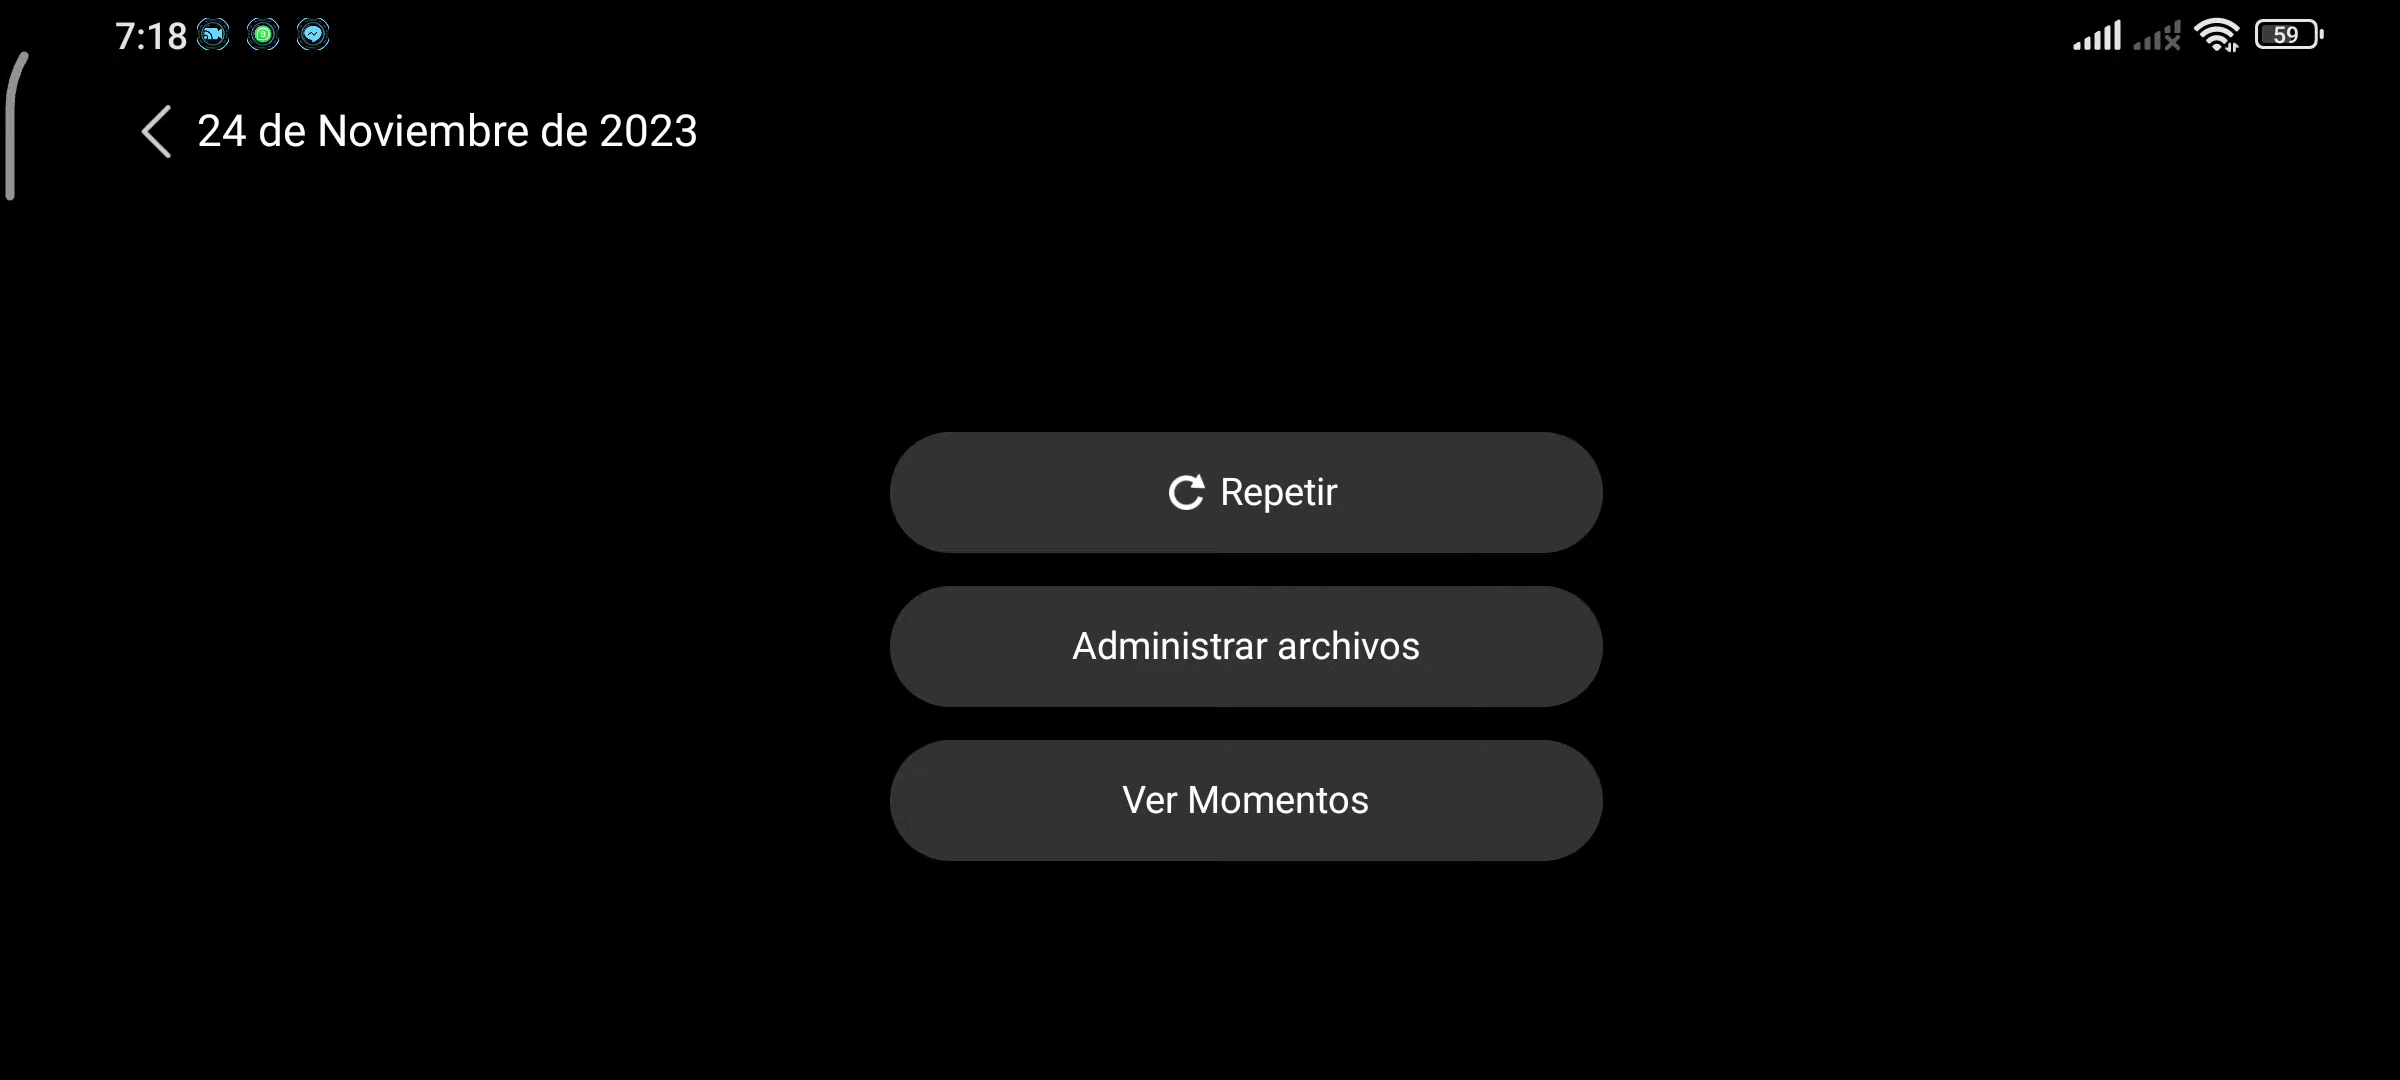 7:18
59
24 de Noviembre de 2023
Repetir
Administrar archivos
Ver Momentos